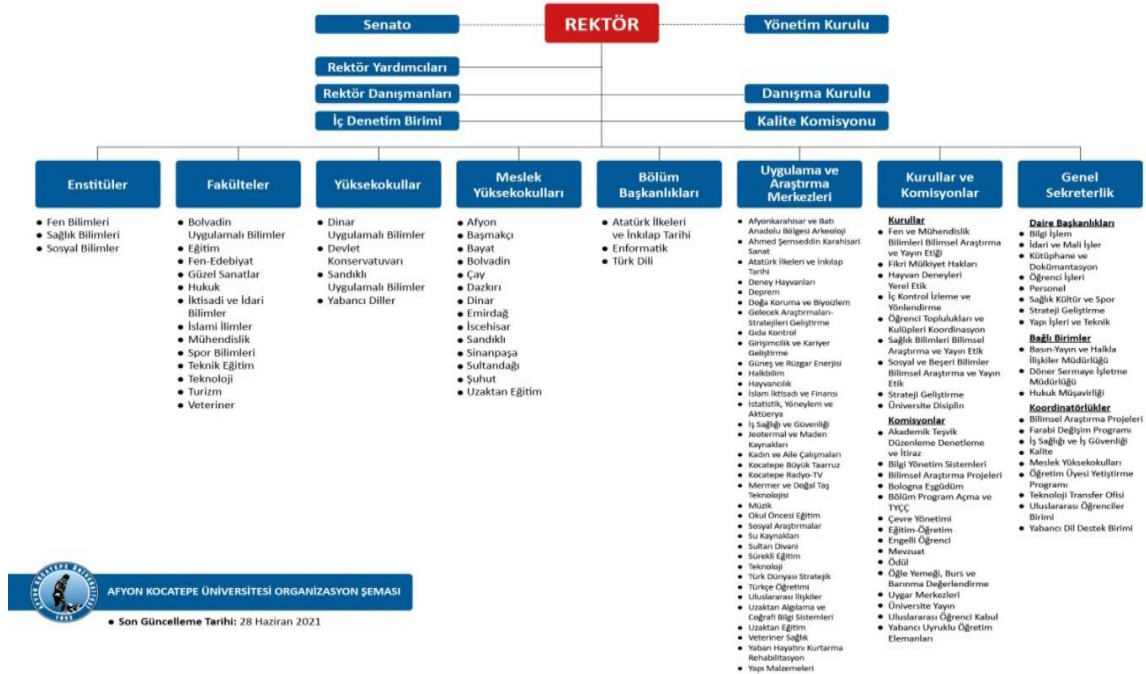 Senato
REKTÖR
Yönetim Kurulu
Rektör Yardımcıları
Rektör Danışmanları
Danışma Kurulu
İç Denetim Birimi
Kalite Komisyonu
Enstitüler
Fen Bilimleri
Sağlık Bilimleri
Sosyal Bilimler
Fakülteler
Bolvadin
Uygulamalı Bilimler
Eğitim
Fen-Edebiyat
Güzel Sanatlar
Hukuk
İktisadi ve İdari
Bilimler
İslami İlimler
Mühendislik
Spor Bilimleri
Teknik Eğitim
Teknoloji
Turizm
Veteriner
Yüksekokullar
Dinar
Uygulamalı Bilimler
Devlet
Konservatuvarı
Sandıklı
Uygulamalı Bilimler
Yabancı Diller
Meslek
Yüksekokulları
Afyon
Başmakçı
Bayat
Bolvadin
Çay
Dazkırı
Dinar
Emirdağ
İscehisar
Sandıklı
Sinanpaşa
Sultandağı
Şuhut
Uzaktan Eğitim
Bölüm
Başkanlıkları
Atatürk İlkeleri
ve İnkılap Tarihi
Enformatik
Türk Dili
Uygulama ve
Araştırma
Merkezleri
Afyonkarahisar ve Batı
Anadolu Bölgesi Arkeoloji
Ahmed Şemseddin Karahisari
Sanat
Atatürk İlkeleri ve İnkılap
Tarihi
Deney Hayvanları
Deprem
Doğa Koruma ve Biyoizlem
Gelecek Araştırmaları-
Stratejileri Geliştirme
Gıda Kontrol
Girişimcilik ve Kariyer
Geliştirme
Güneş ve Rüzgar Enerjisi
Halkbilim
Hayvancılık
İslam İktisadı ve Finansı
İstatistik, Yöneylem ve
Aktüerya
İş Sağlığı ve Güvenliği
Jeotermal ve Maden
Kaynakları
Kadın ve Aile Çalışmaları
Kocatepe Büyük Taarruz
Kocatepe Radyo-TV
Mermer ve Doğal Taş
Teknolojisi
Müzik
Okul Öncesi Eğitim
Sosyal Araştırmalar
Su Kaynakları
Sultan Divani
Sürekli Eğitim
Teknoloji
Türk Dünyası Stratejik
Türkçe Öğretimi
Uluslararası İlişkiler
Uzaktan Algılama ve
Coğrafi Bilgi Sistemleri
Uzaktan Eğitim
Veteriner Sağlık
Yaban Hayatını Kurtarma
Rehabilitasyon
Yapı Malzemeleri
Kurullar ve
Komisyonlar
Kurullar
Fen ve Mühendislik
Bilimleri Bilimsel Araştırma
ve Yayın Etiği
Fikri Mülkiyet Hakları
Hayvan Deneyleri
Yerel Etik
İç Kontrol İzleme ve
Yönlendirme
Öğrenci Toplulukları ve
Kulüpleri Koordinasyon
Sağlık Bilimleri Bilimsel
Araştırma ve Yayın Etik
Sosyal ve Beşeri Bilimler
Bilimsel Araştırma ve Yayın
Etik
Strateji Geliştirme
Üniversite Disiplin
Komisyonlar
Akademik Teşvik
Düzenleme Denetleme
ve İtiraz
Bilgi Yönetim Sistemleri
Bilimsel Araştırma Projeleri
Bologna Eşgüdüm
Bölüm Program Açma ve
TYÇÇ
Çevre Yönetimi
Eğitim-Öğretim
Engelli Öğrenci
Mevzuat
Ödül
Öğle Yemeği, Burs ve
Barınma Değerlendirme
Uygar Merkezleri
Üniversite Yayın
Uluslararası Öğrenci Kabul
Yabancı Uyruklu Öğretim
Elemanları
Genel
Sekreterlik
Daire Başkanlıkları
Bilgi İşlem
İdari ve Mali İşler
Kütüphane ve
Dokümantasyon
Öğrenci İşleri
Personel
Sağlık Kültür ve Spor
Strateji Geliştirme
Yapı İşleri ve Teknik
Bağlı Birimler
Basın-Yayın ve Halkla
İlişkiler Müdürlüğü
Döner Sermaye İşletme
Müdürlüğü
Hukuk Müşavirliği
Koordinatörlükler
Bilimsel Araştırma Projeleri
Farabi Değişim Programı
İş Sağlığı ve İş Güvenliği
Kalite
Meslek Yüksekokulları
Öğretim Üyesi Yetiştirme
Programı
Teknoloji Transfer Ofisi
Uluslararası Öğrenciler
Birimi
Yabancı Dil Destek Birimi
AFYON KOCATEPE ÜNİVERSİTESİ
1992
AFYON KOCATEPE ÜNİVERSİTESİ ORGANİZASYON ŞEMASI
Son Güncelleme Tarihi: 28 Haziran 2021